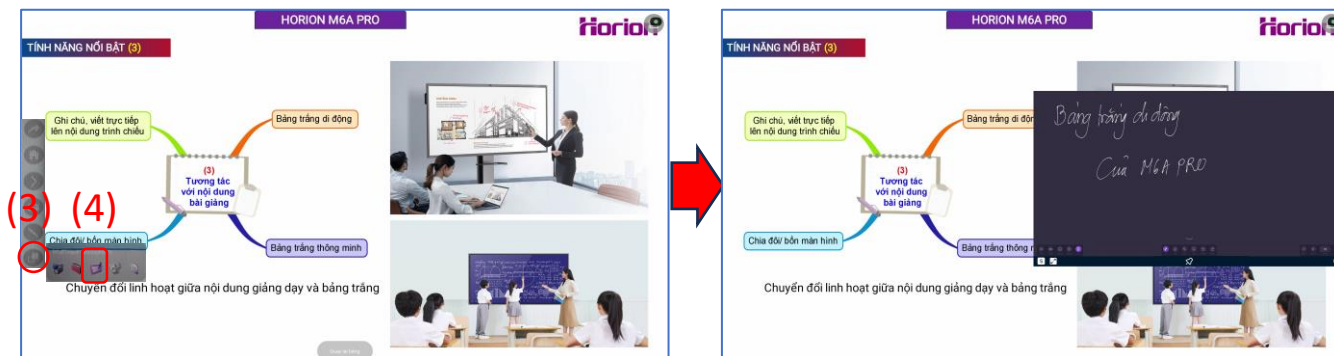 HORION M6A PRO
Horion
TÍNH NĂNG NỔI BẬT (3)
Ghi chú, viết trực tiếp
lên nội dung trình chiếu
Bảng trắng di động
(3)
Tương tác
với nội dung
bài giảng
(3) (4)
Chia đôi/ bốn màn hình
Bảng trắng thông minh
Chuyển đổi linh hoạt giữa nội dung giảng dạy và bảng trắng
HORION M6A PRO
Horion
TÍNH NĂNG NỔI BẬT (3)
Ghi chú, viết trực tiếp
lên nội dung trình chiếu
Bảng trắng di độn
Bảng trắng di động
Của M6A PRO
(3)
Tương tác
với nội dung
bài giảng
Chia đôi/ bốn màn hình
Bảng trắng thông
Chuyển đổi linh hoạt giữa nội dung giảng dạy và bảng trắng